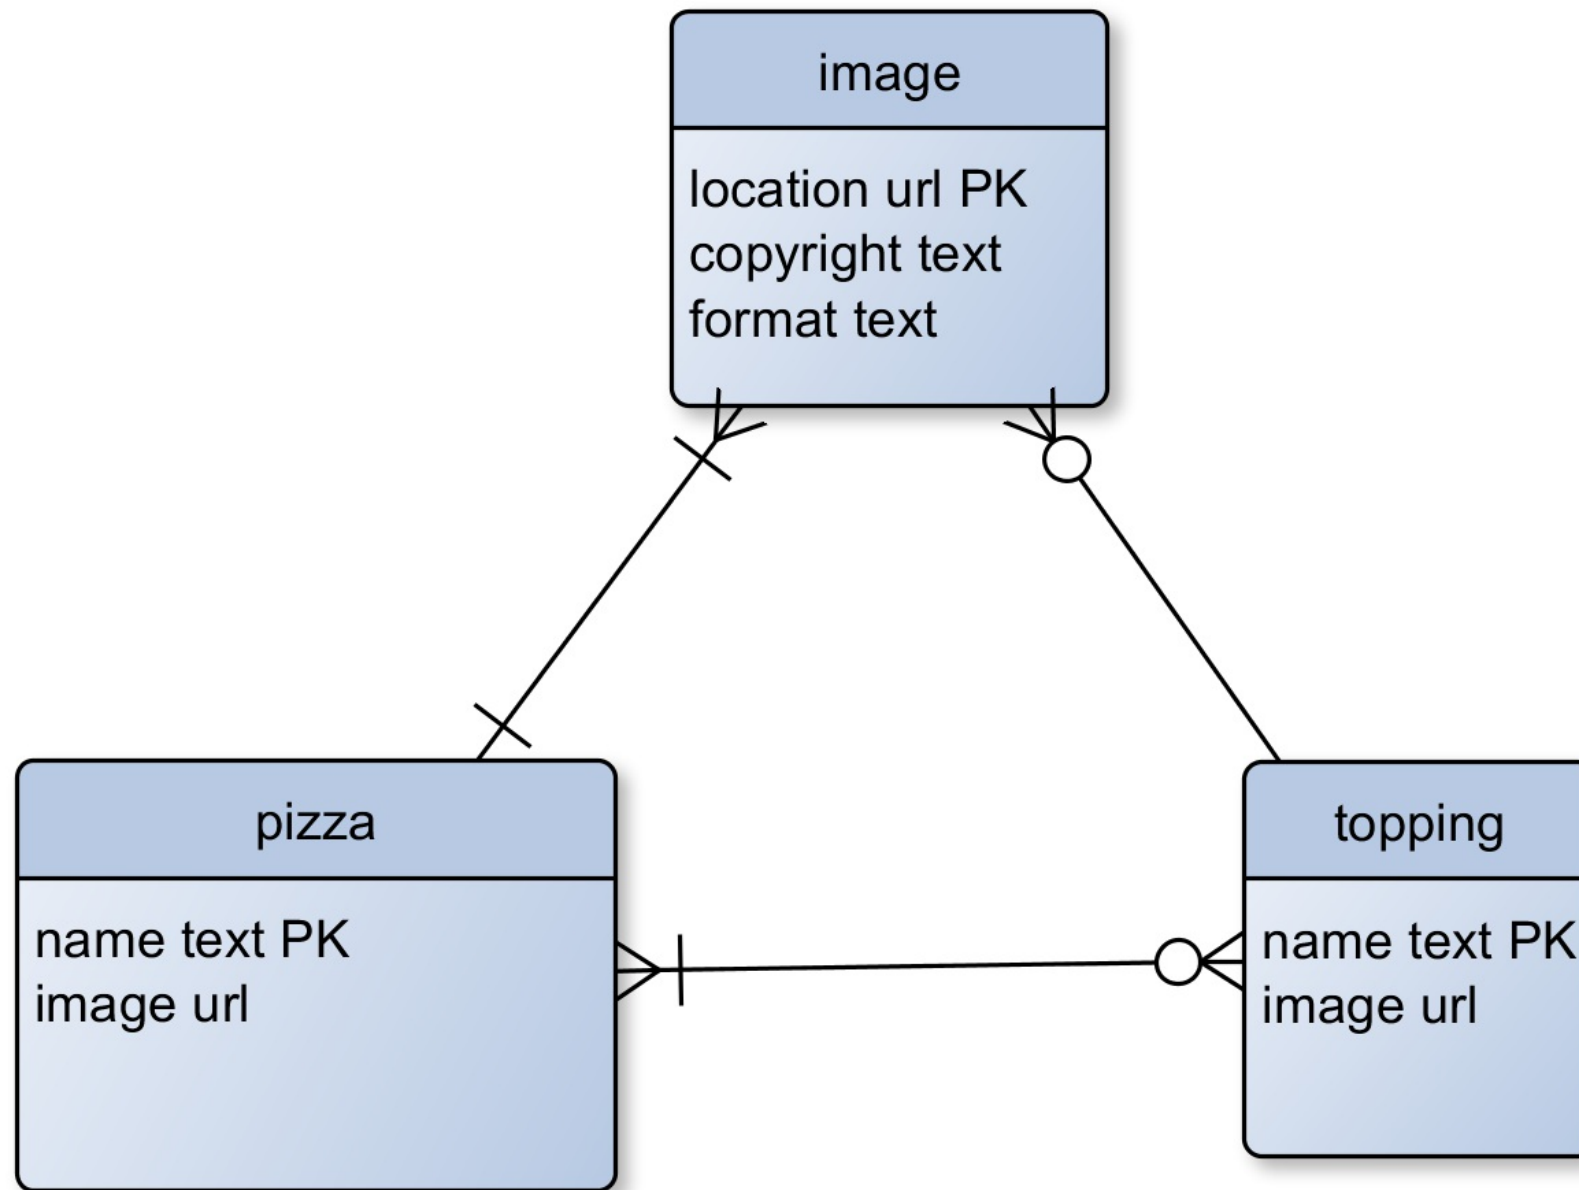 image
location url PK
copyright text
format text
pizza
name text PK
image url
topping
name text PK
image url